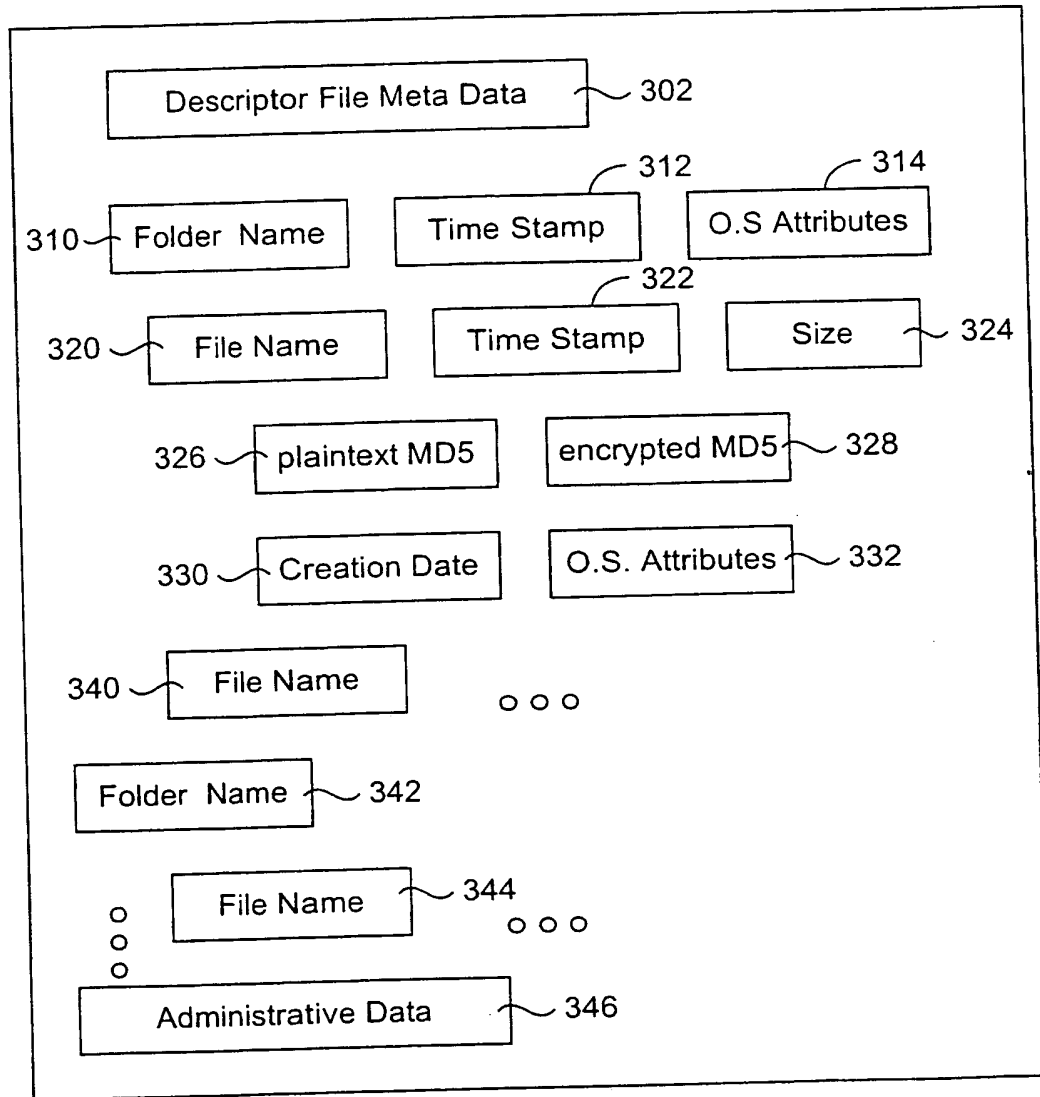 Descriptor File Meta Data 302
312 314
310 Folder Name Time Stamp O.S Attributes
322
320 File Name Time Stamp Size 324
326 plaintext MD5 encrypted MD5 328
330 Creation Date O.S. Attributes 332
340 File Name
Folder Name 342
File Name 344
Administrative Data 346